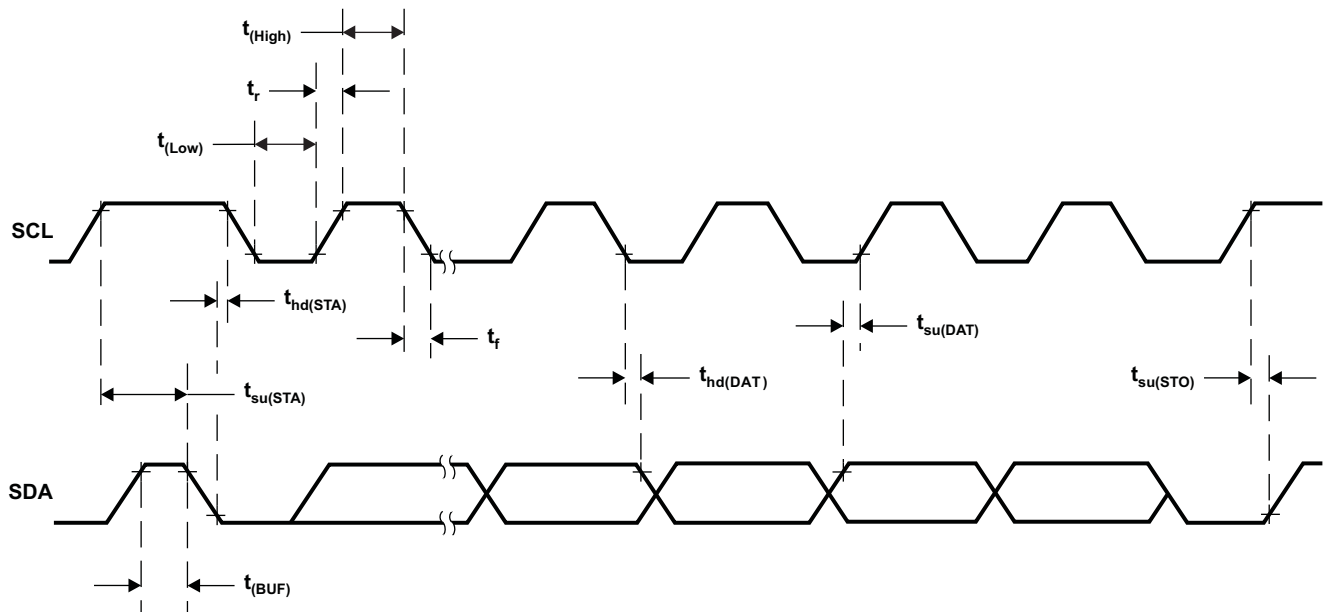 t(High)
tr
t(Low)
SCL
thd(STA)
tf
tsu(DAT)
thd(DAT)
tsu(STO)
tsu(STA)
SDA
t(BUF)